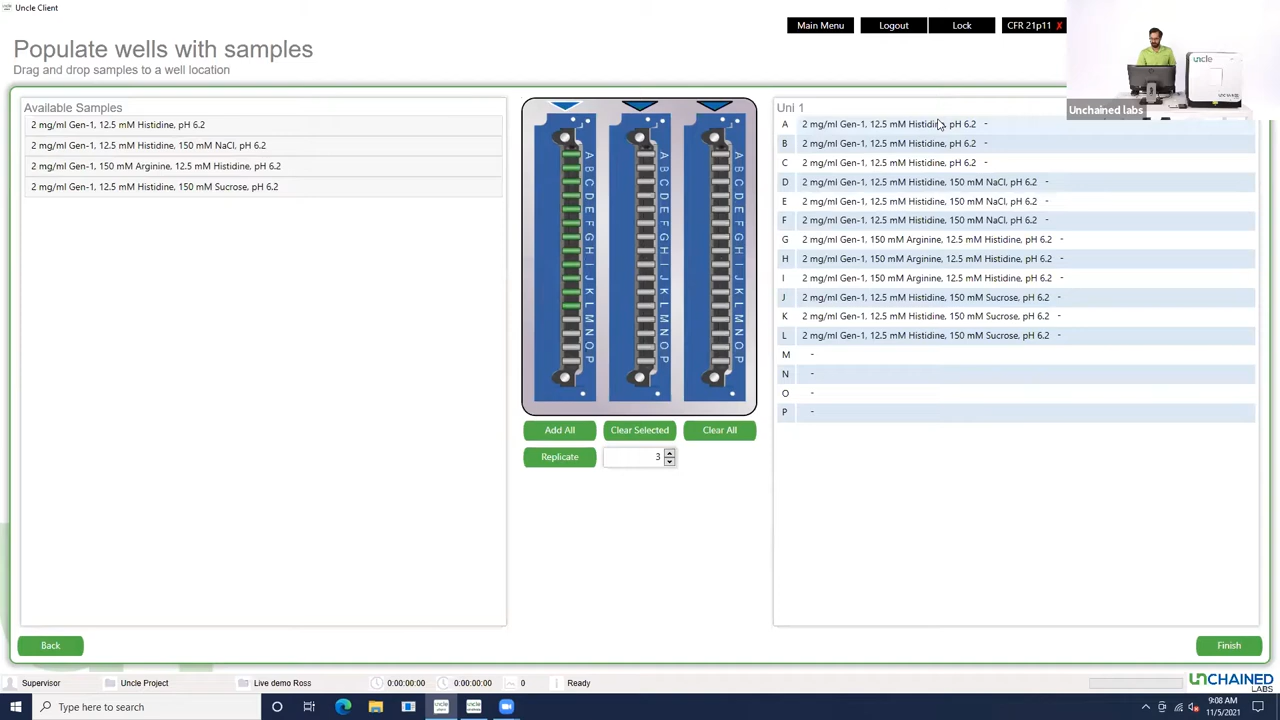 Uncle Client
Main Menu
Logout
Lock
CFR 21p11 ✗
Populate wells with samples
Drag and drop samples to a well location
uncle
Unchained labs
Available Samples
2 mg/ml Gen-1, 12.5 mM Histidine, pH 6.2
2 mg/ml Gen-1, 12.5 mM Histidine, 150 mM NaCl, pH 6.2
2 mg/ml Gen-1, 150 mM Arginine, 12.5 mM Histidine, pH 6.2
2 mg/ml Gen-1, 12.5 mM Histidine, 150 mM Sucrose, pH 6.2
A B C D E F G H I J K L M N O P
A B C D E F G H I J K L M N O P
A B C D E F G H I J K L M N O P
Add All
Clear Selected
Clear All
Replicate
3
Uni 1
A 2 mg/ml Gen-1, 12.5 mM Histidine, pH 6.2 -
B 2 mg/ml Gen-1, 12.5 mM Histidine, pH 6.2 -
C 2 mg/ml Gen-1, 12.5 mM Histidine, pH 6.2 -
D 2 mg/ml Gen-1, 12.5 mM Histidine, 150 mM NaCl, pH 6.2 -
E 2 mg/ml Gen-1, 12.5 mM Histidine, 150 mM NaCl, pH 6.2 -
F 2 mg/ml Gen-1, 12.5 mM Histidine, 150 mM NaCl, pH 6.2 -
G 2 mg/ml Gen-1, 150 mM Arginine, 12.5 mM Histidine, pH 6.2 -
H 2 mg/ml Gen-1, 150 mM Arginine, 12.5 mM Histidine, pH 6.2 -
I 2 mg/ml Gen-1, 150 mM Arginine, 12.5 mM Histidine, pH 6.2 -
J 2 mg/ml Gen-1, 12.5 mM Histidine, 150 mM Sucrose, pH 6.2 -
K 2 mg/ml Gen-1, 12.5 mM Histidine, 150 mM Sucrose, pH 6.2 -
L 2 mg/ml Gen-1, 12.5 mM Histidine, 150 mM Sucrose, pH 6.2 -
M -
N -
O -
P -
Back
Finish
Supervisor
Uncle Project
Live demo Ross
0:00:00:00
0:00:00:00
0
Ready
UNCHAINED
LABS
Type here to search
9:08 AM
11/5/2021